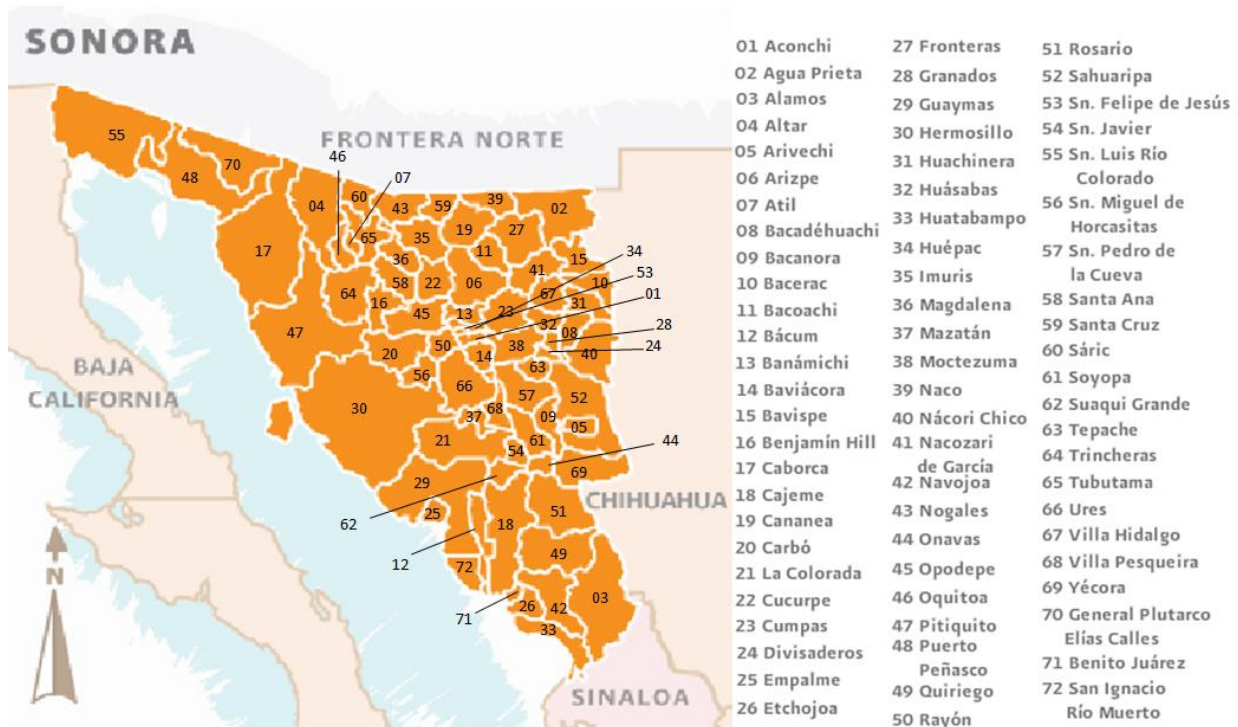 SONORA
FRONTERA NORTE
BAJA
CALIFORNIA
CHIHUAHUA
SINALOA
N
55
70
48
46
07
04
60
43
59
39
02
65
35
19
27
17
36
11
15
34
64
58
22
06
41
10
53
16
67
31
01
47
45
13
23
32
08
28
20
50
14
38
40
24
56
66
63
30
37
68
57
09
52
05
21
54
61
44
69
29
62
25
18
51
12
72
49
71
26
42
03
33
01 Aconchi
02 Agua Prieta
03 Alamos
04 Altar
05 Arivechi
06 Arizpe
07 Atil
08 Bacadéhuachi
09 Bacanora
10 Bacerac
11 Bacoachi
12 Bácum
13 Banámichi
14 Baviácora
15 Bavispe
16 Benjamín Hill
17 Caborca
18 Cajeme
19 Cananea
20 Carbó
21 La Colorada
22 Cucurpe
23 Cumpas
24 Divisaderos
25 Empalme
26 Etchojoa
27 Fronteras
28 Granados
29 Guaymas
30 Hermosillo
31 Huachinera
32 Huásabas
33 Huatabampo
34 Huépac
35 Imuris
36 Magdalena
37 Mazatán
38 Moctezuma
39 Naco
40 Nácori Chico
41 Nacozari
de García
42 Navojoa
43 Nogales
44 Onavas
45 Opodepe
46 Oquitoa
47 Pitiquito
48 Puerto
Peñasco
49 Quiriego
50 Rayón
51 Rosario
52 Sahuaripa
53 Sn. Felipe de Jesús
54 Sn. Javier
55 Sn. Luis Río
Colorado
56 Sn. Miguel de
Horcasitas
57 Sn. Pedro de
la Cueva
58 Santa Ana
59 Santa Cruz
60 Sáric
61 Soyopa
62 Suaqui Grande
63 Tepache
64 Trincheras
65 Tubutama
66 Ures
67 Villa Hidalgo
68 Villa Pesqueira
69 Yécora
70 General Plutarco
Elías Calles
71 Benito Juárez
72 San Ignacio
Río Muerto